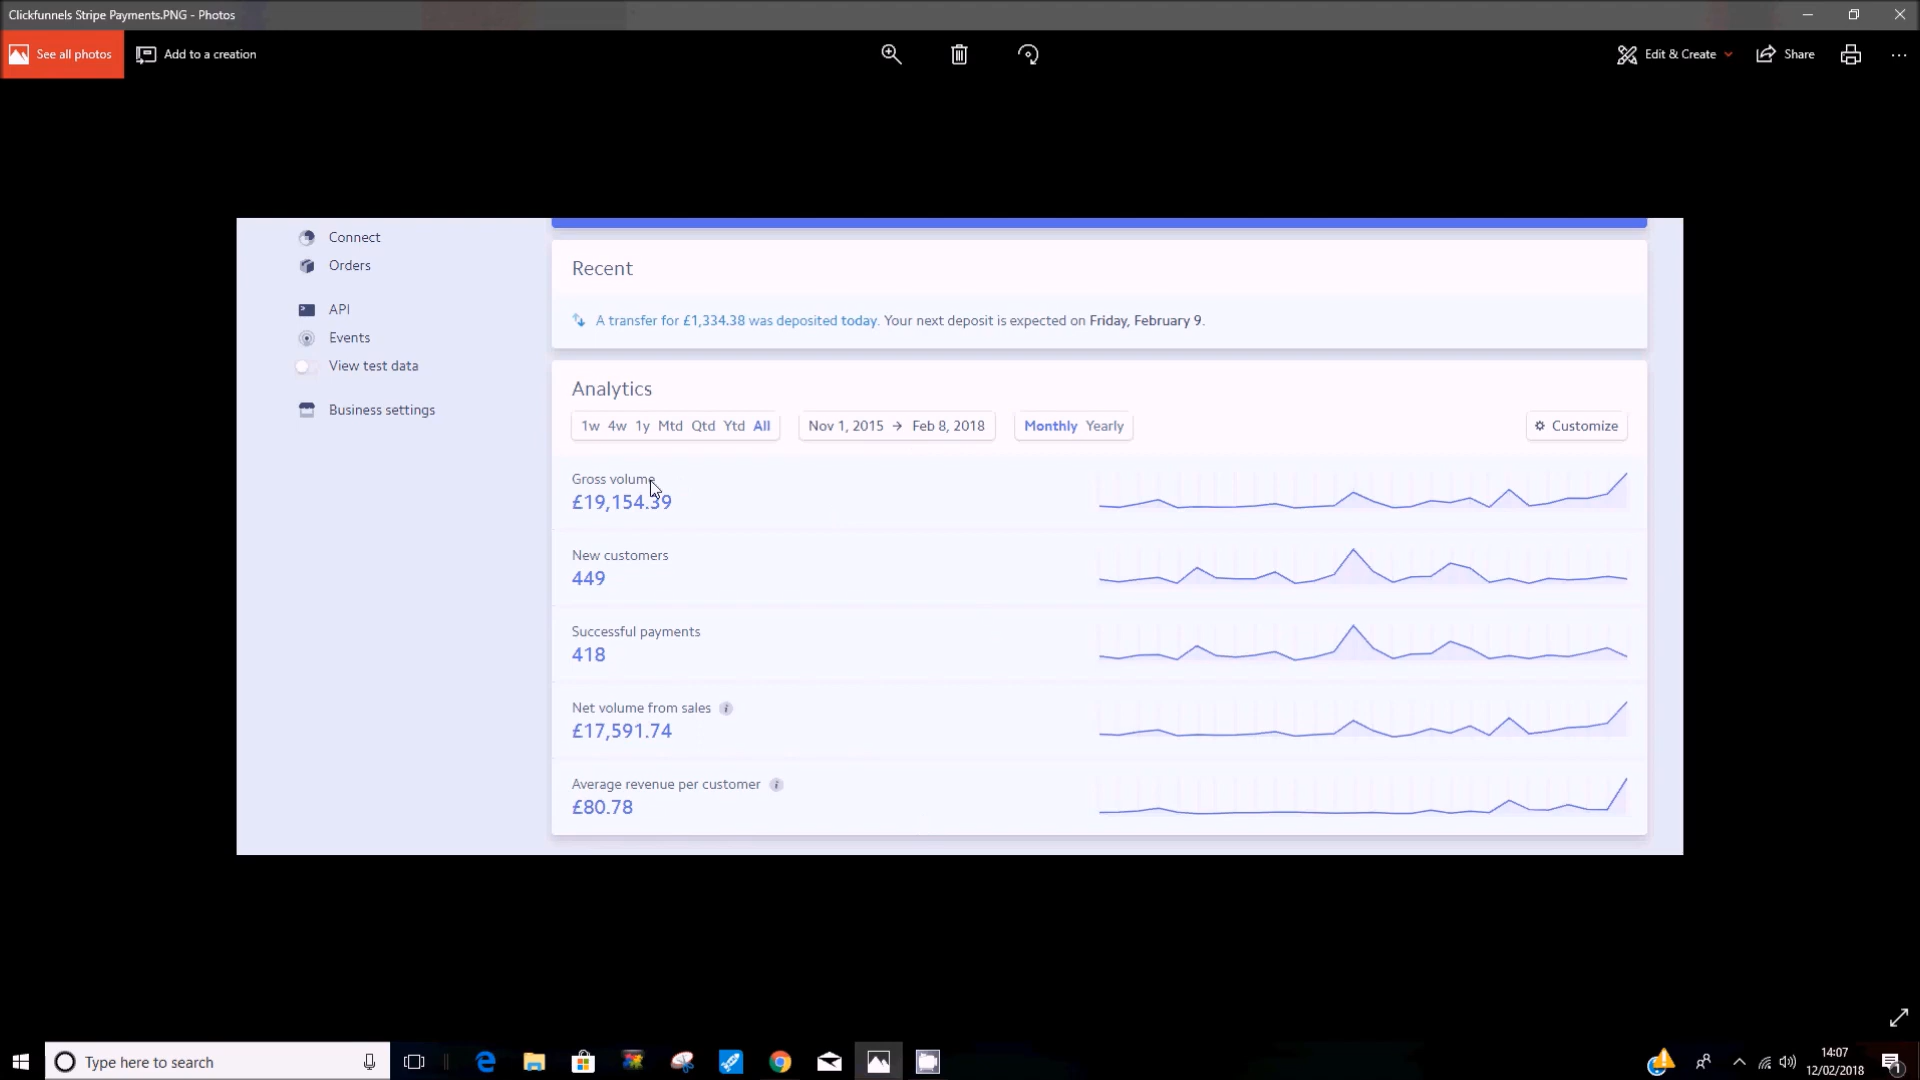 Clickfunnels Stripe Payments.PNG - Photos
See all photos
Add to a creation
Edit & Create
Share
Connect
Orders
API
Events
View test data
Business settings
Recent
A transfer for £1,334.38 was deposited today. Your next deposit is expected on Friday, February 9.
Analytics
1w 4w 1y Mtd Qtd Ytd All
Nov 1, 2015 → Feb 8, 2018
Monthly Yearly
Customize
Gross volume
£19,154.39
New customers
449
Successful payments
418
Net volume from sales
£17,591.74
Average revenue per customer
£80.78
Type here to search
14:07
12/02/2018
1